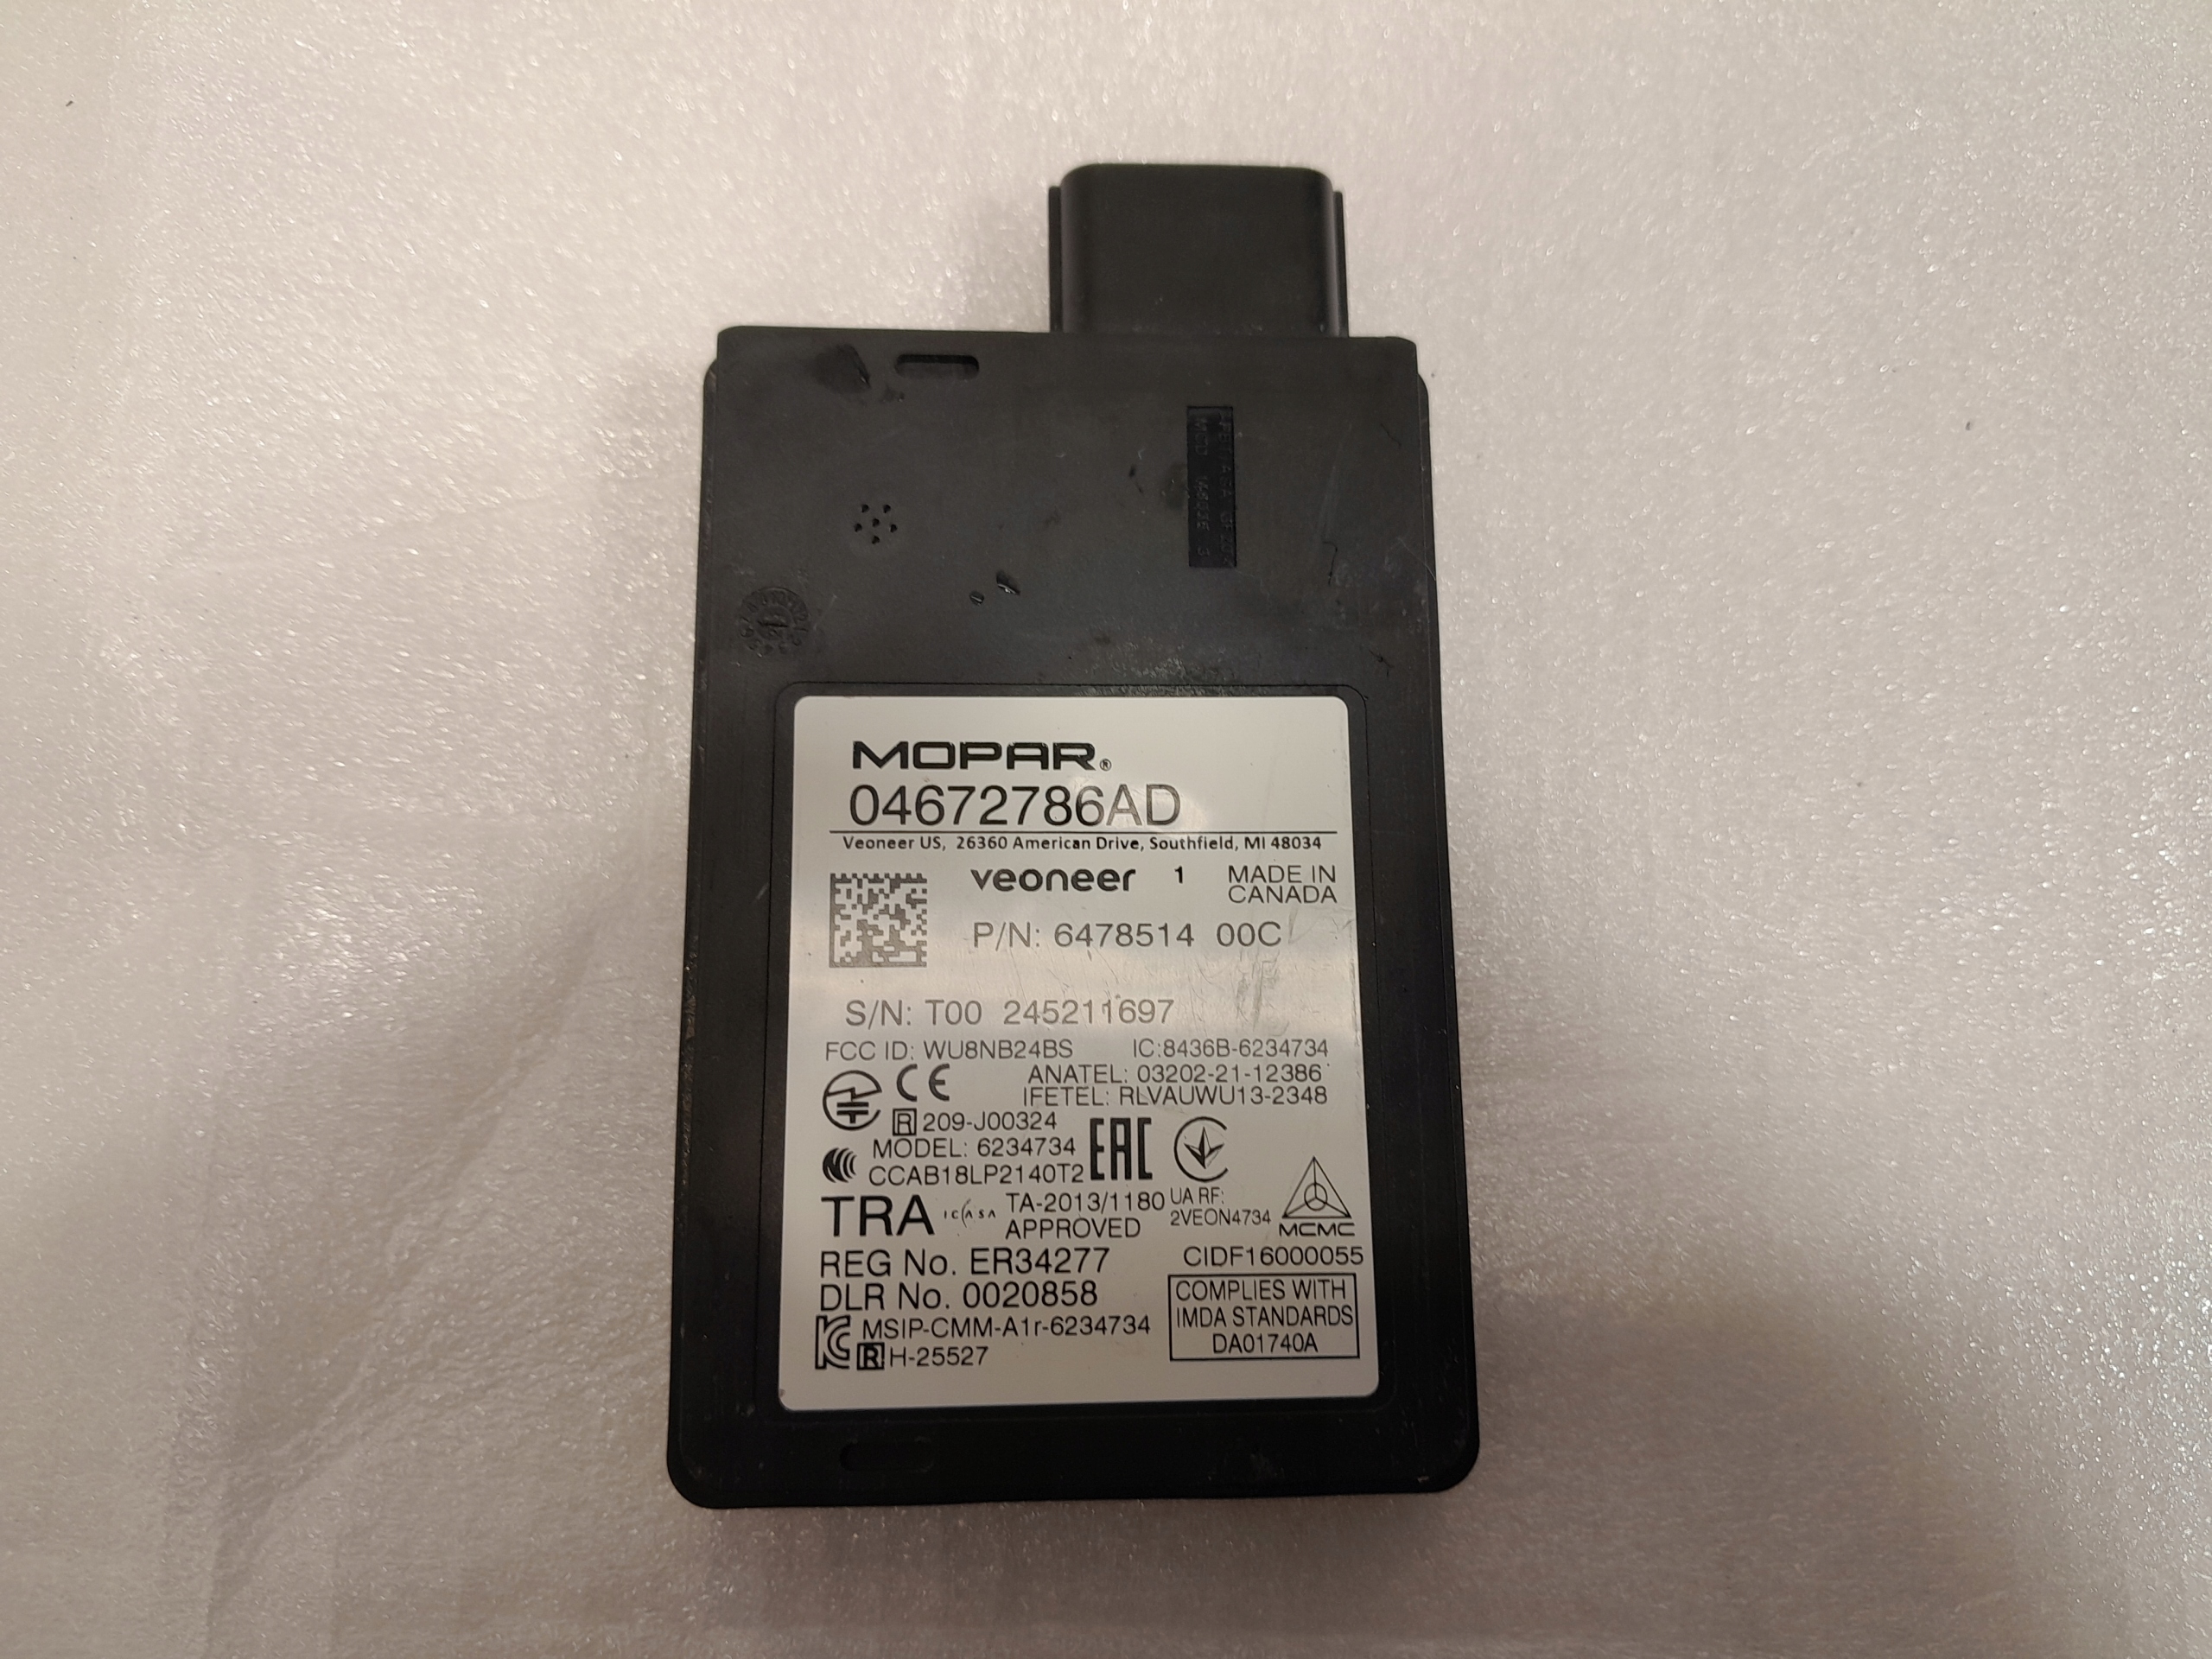 MOPAR®
04672786AD
Veoneer US, 26360 American Drive, Southfield, MI 48034
veoneer 1 MADE IN
CANADA
P/N: 6478514 00C
S/N: T00 245211697
FCC ID: WU8NB24BS IC:8436B-6234734
CE ANATEL: 03202-21-12386
IFETEL: RLVAUWU13-2348
R 209-J00324
MODEL: 6234734 EAC
CCAB18LP2140T2
TRA ICASA TA-2013/1180 UA RF:
APPROVED 2VEON4734 MCMC
REG No. ER34277 CIDF16000055
DLR No. 0020858 COMPLIES WITH
IMDA STANDARDS
DA01740A
MSIP-CMM-A1r-6234734
R H-25527